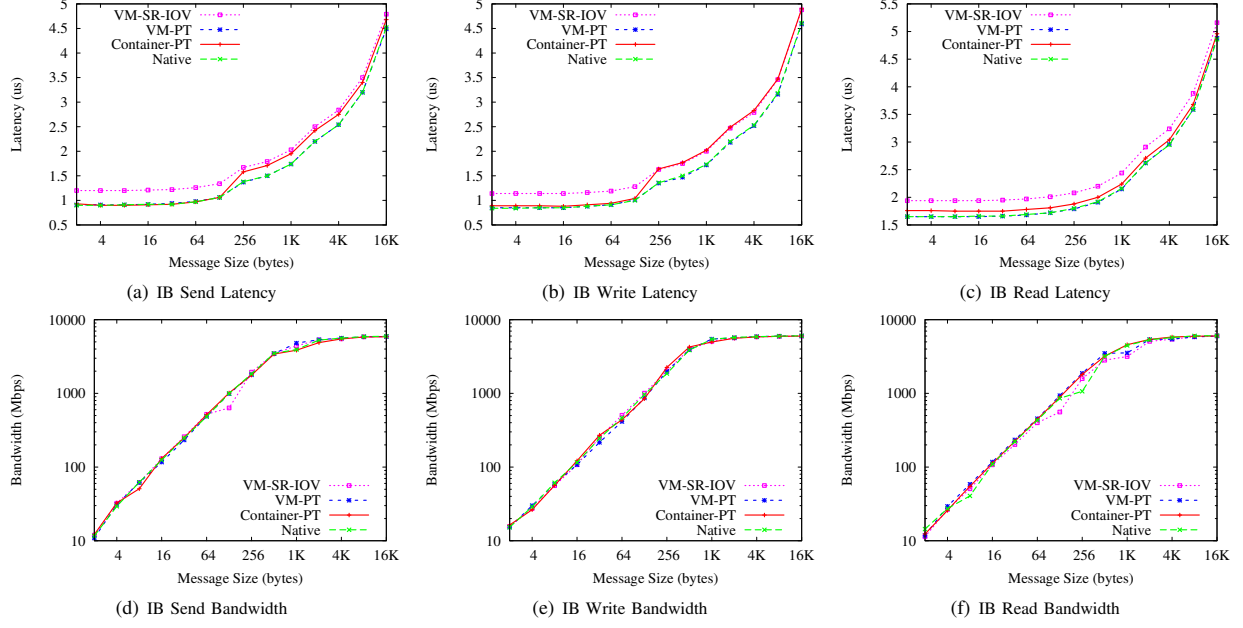 5
4.5
4
3.5
3
2.5
2
1.5
1
0.5
Latency (us)
VM-SR-IOV
VM-PT
Container-PT
Native
4 16 64 256 1K 4K 16K
Message Size (bytes)
(a) IB Send Latency
5
4.5
4
3.5
3
2.5
2
1.5
1
0.5
Latency (us)
VM-SR-IOV
VM-PT
Container-PT
Native
4 16 64 256 1K 4K 16K
Message Size (bytes)
(b) IB Write Latency
5.5
5
4.5
4
3.5
3
2.5
2
1.5
Latency (us)
VM-SR-IOV
VM-PT
Container-PT
Native
4 16 64 256 1K 4K 16K
Message Size (bytes)
(c) IB Read Latency
10000
1000
100
10
Bandwidth (Mbps)
VM-SR-IOV
VM-PT
Container-PT
Native
4 16 64 256 1K 4K 16K
Message Size (bytes)
(d) IB Send Bandwidth
10000
1000
100
10
Bandwidth (Mbps)
VM-SR-IOV
VM-PT
Container-PT
Native
4 16 64 256 1K 4K 16K
Message Size (bytes)
(e) IB Write Bandwidth
10000
1000
100
10
Bandwidth (Mbps)
VM-SR-IOV
VM-PT
Container-PT
Native
4 16 64 256 1K 4K 16K
Message Size (bytes)
(f) IB Read Bandwidth